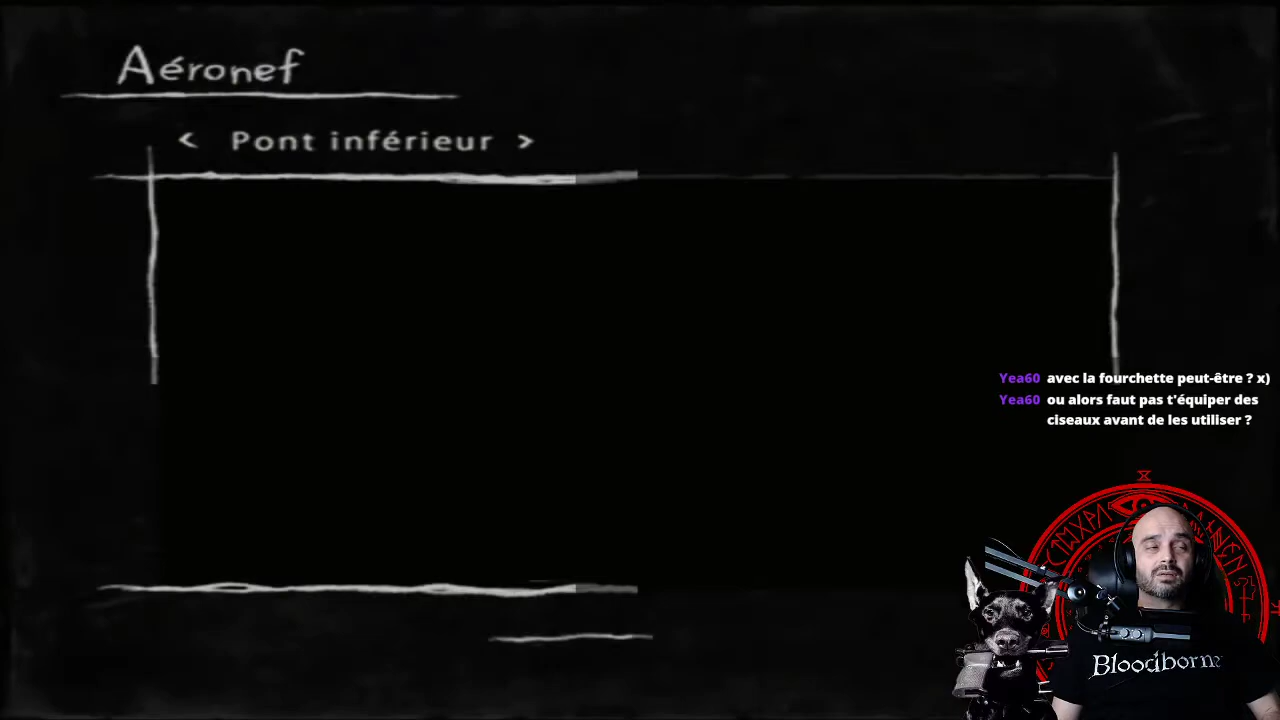 Aéronef
< Pont inférieur >
Yea60 avec la fourchette peut-être ? x)
Yea60 ou alors faut pas t'équiper des
ciseaux avant de les utiliser ?
Bloodborne